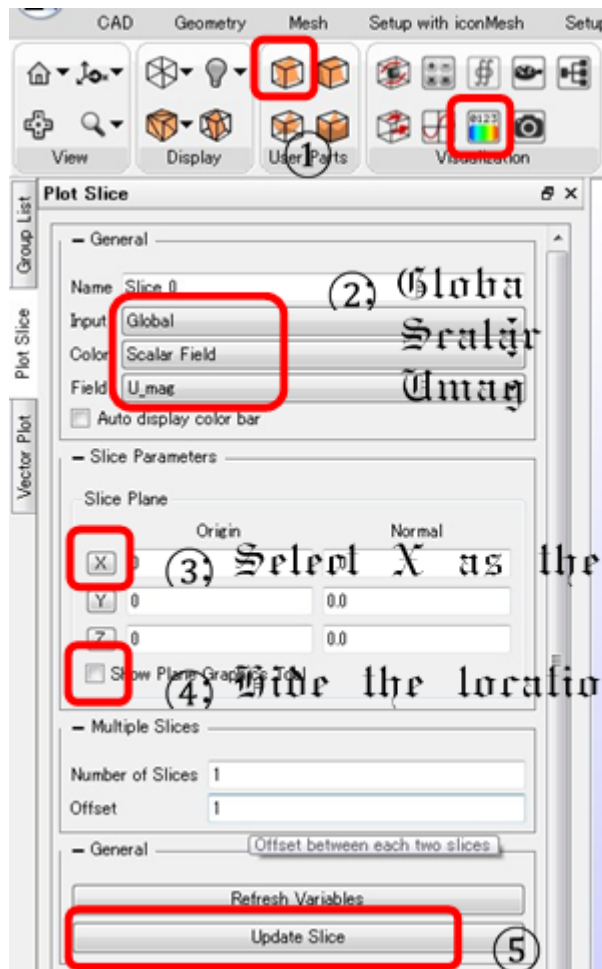 CAD Geometry Mesh Setup with iconMesh Setup
View Display User Parts Visualization
①
0123
Plot Slice
Group List
Plot Slice
Vector Plot
General
Name Slice 0
②; Globa
Input Global
Scalar
Color Scalar Field
Umag
Field U_mag
Auto display color bar
Slice Parameters
Slice Plane
Origin Normal
X 0
③; Select X as the
Y 0 0.0
Z 0 0.0
Show Plane Graphics Tool
④; Hide the locatio
Multiple Slices
Number of Slices 1
Offset 1
Offset between each two slices
General
Refresh Variables
Update Slice
⑤